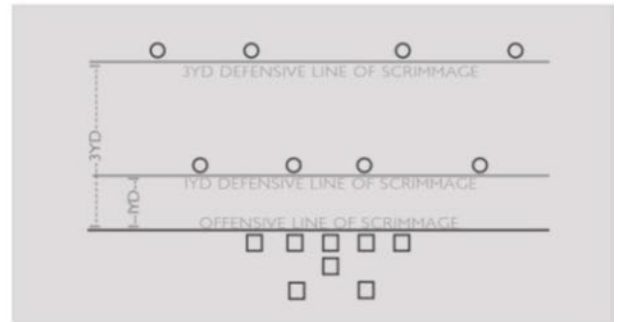 3YD DEFENSIVE LINE OF SCRIMMAGE
3YD
1YD DEFENSIVE LINE OF SCRIMMAGE
1YD
OFFENSIVE LINE OF SCRIMMAGE